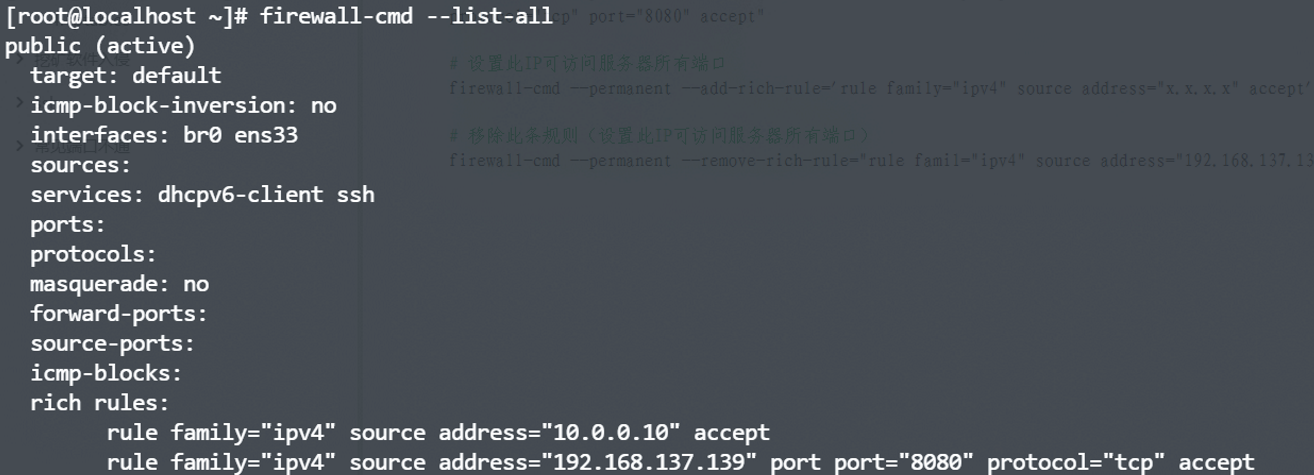 [root@localhost ~]# firewall-cmd --list-all
cp" port="8080" accept"
public (active)
# 设置此IP可访问服务器所有端口
target: default
firewall-cmd --permanent --add-rich-rule='rule family="ipv4" source address="x.x.x.x" accept'
icmp-block-inversion: no
interfaces: br0 ens33
# 移除此条规则(设置此IP可访问服务器所有端口)
sources:
firewall-cmd --permanent --remove-rich-rule="rule famil="ipv4" source address="192.168.137.13
services: dhcpv6-client ssh
ports:
protocols:
masquerade: no
forward-ports:
source-ports:
icmp-blocks:
rich rules:
rule family="ipv4" source address="10.0.0.10" accept
rule family="ipv4" source address="192.168.137.139" port port="8080" protocol="tcp" accept